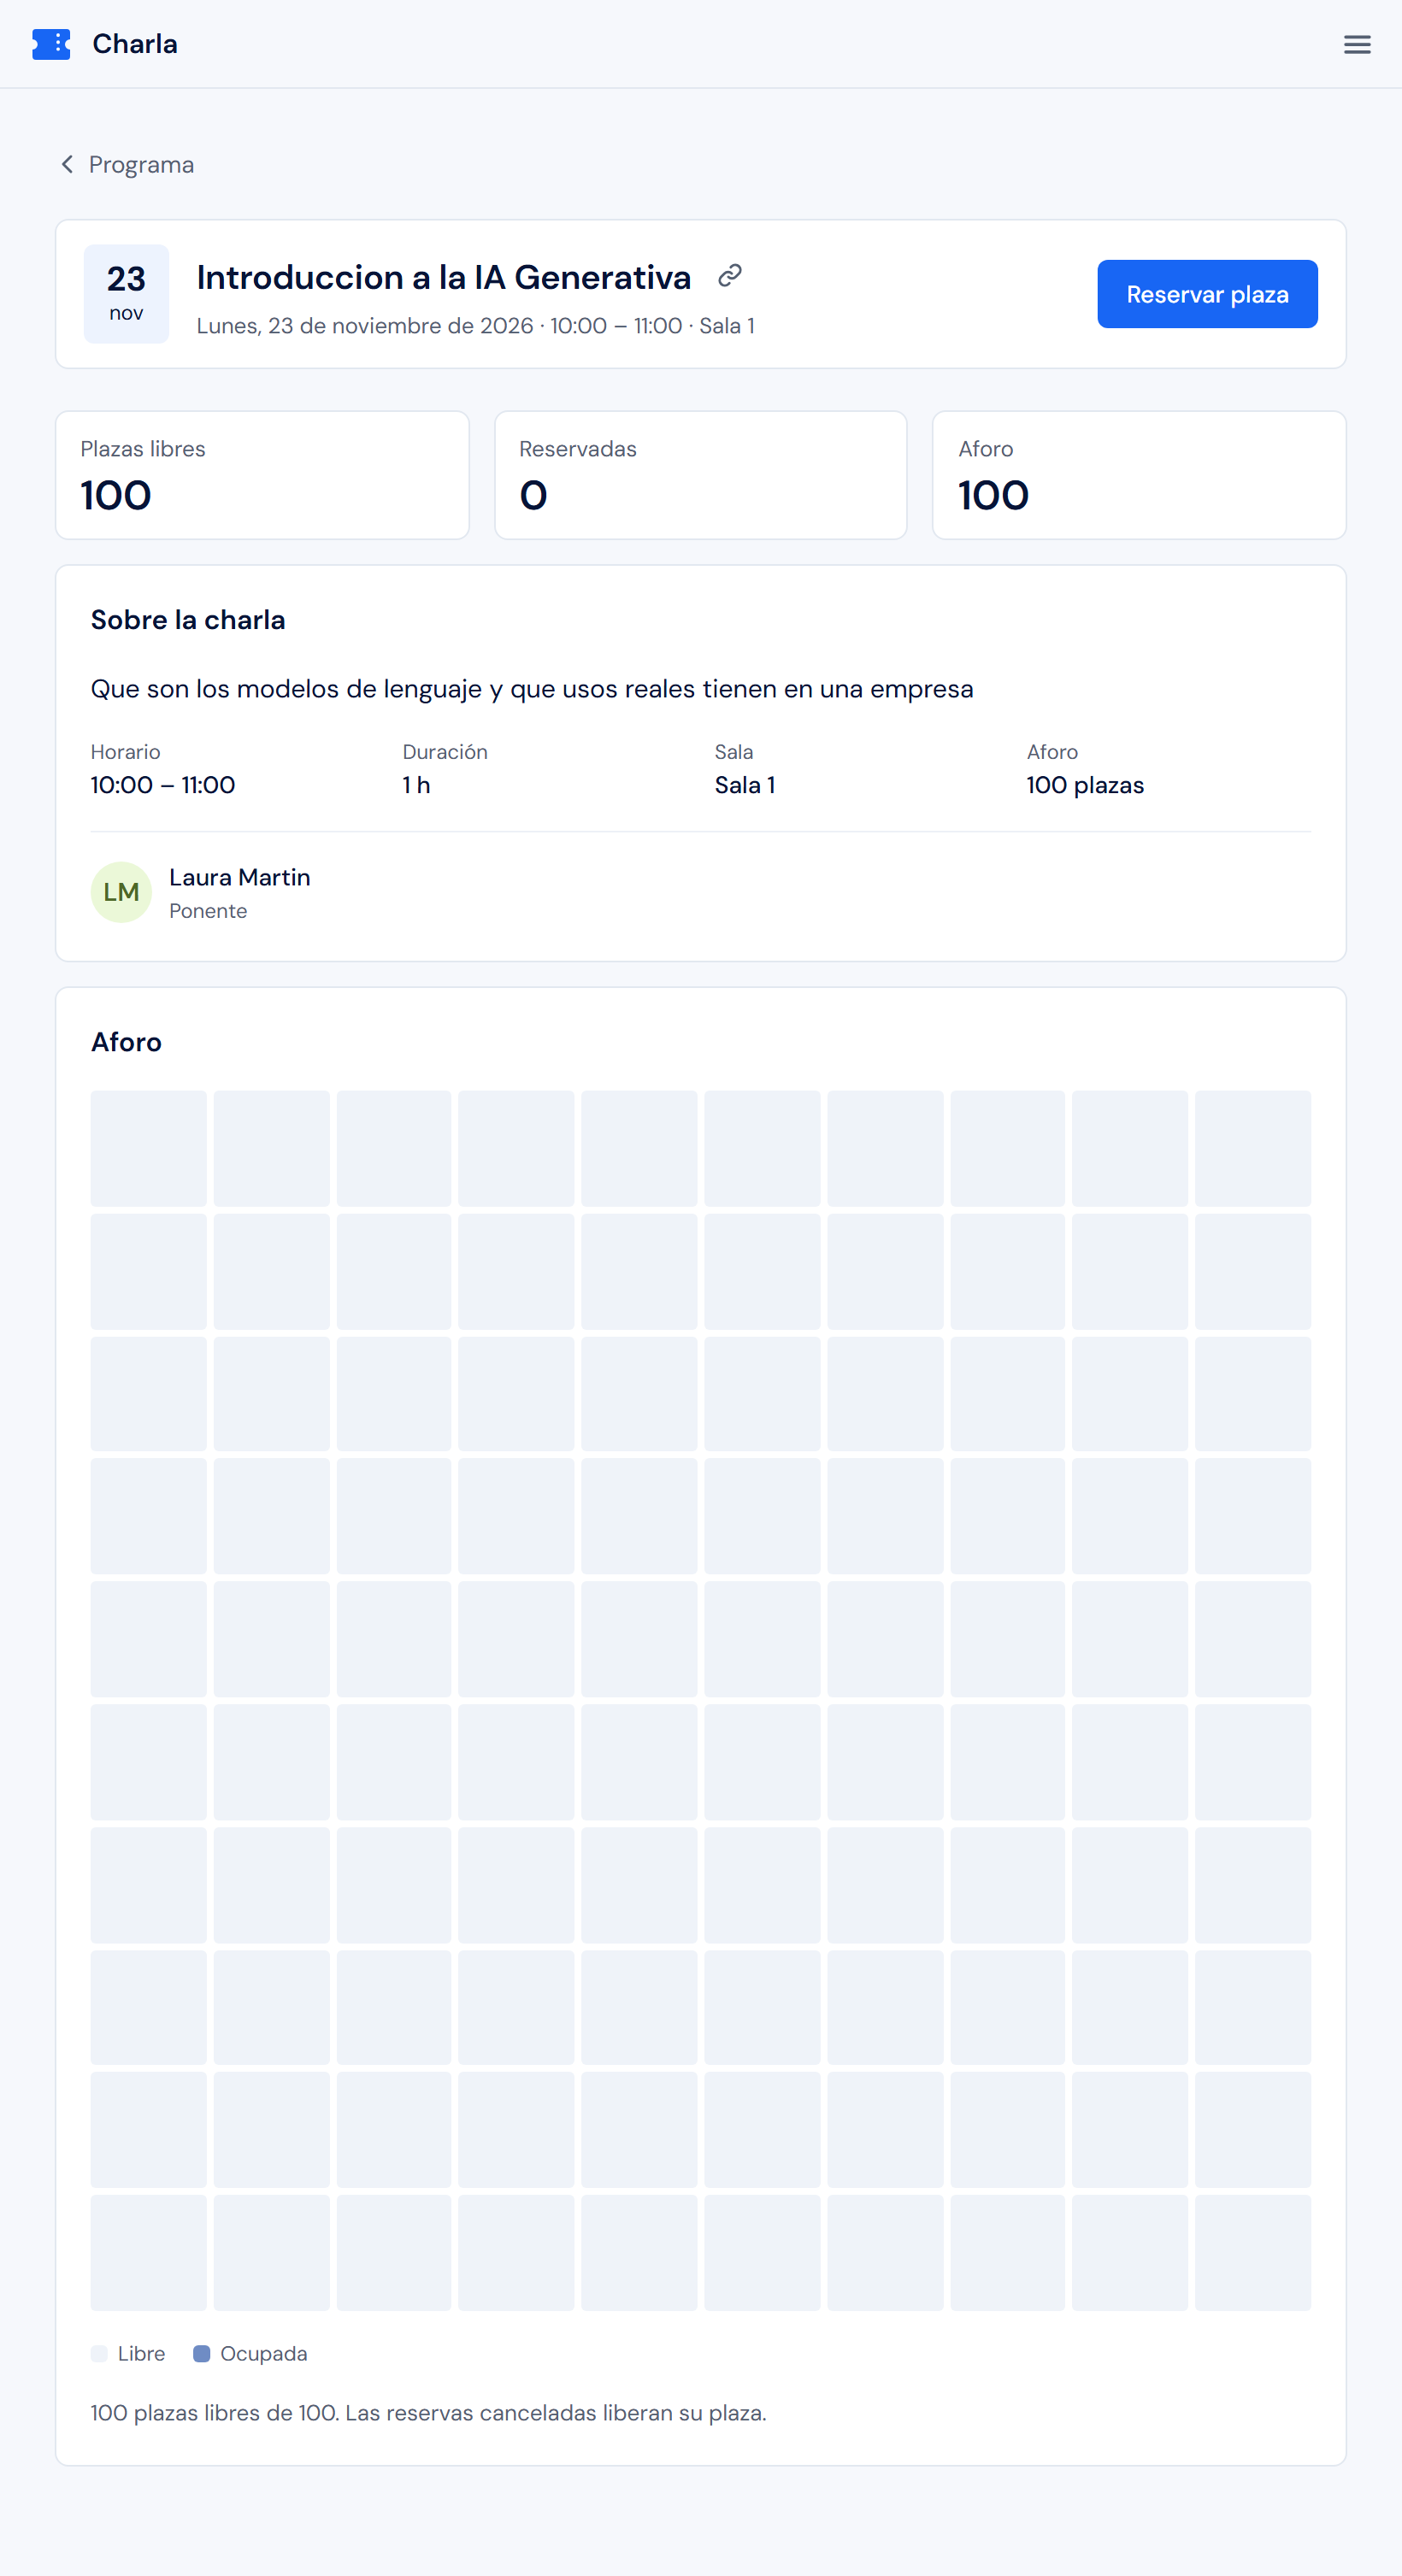 Charla
Programa
23
nov
Introduccion a la IA Generativa
Lunes, 23 de noviembre de 2026 · 10:00 – 11:00 · Sala 1
Reservar plaza
Plazas libres
100
Reservadas
0
Aforo
100
Sobre la charla
Que son los modelos de lenguaje y que usos reales tienen en una empresa
Horario
10:00 – 11:00
Duración
1 h
Sala
Sala 1
Aforo
100 plazas
LM
Laura Martin
Ponente
Aforo
Libre
Ocupada
100 plazas libres de 100. Las reservas canceladas liberan su plaza.